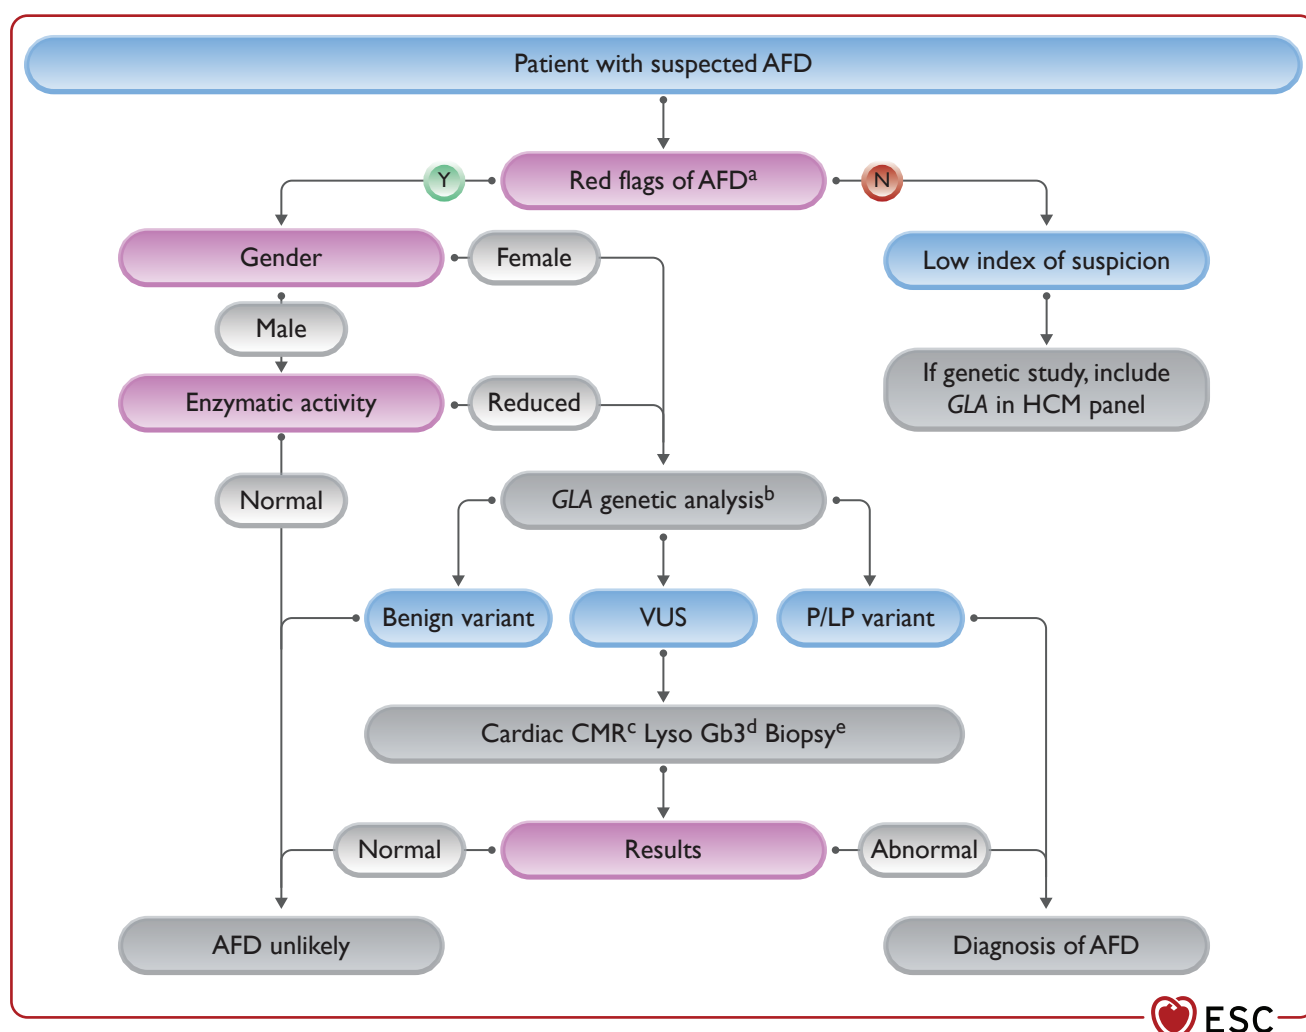 Patient with suspected AFD
Y
Red flags of AFDa
N
Gender
Female
Low index of suspicion
Male
If genetic study, include
GLA in HCM panel
Enzymatic activity
Reduced
Normal
GLA genetic analysisb
Benign variant
VUS
P/LP variant
Cardiac CMRc Lyso Gb3d Biopsye
Normal
Results
Abnormal
AFD unlikely
Diagnosis of AFD
ESC